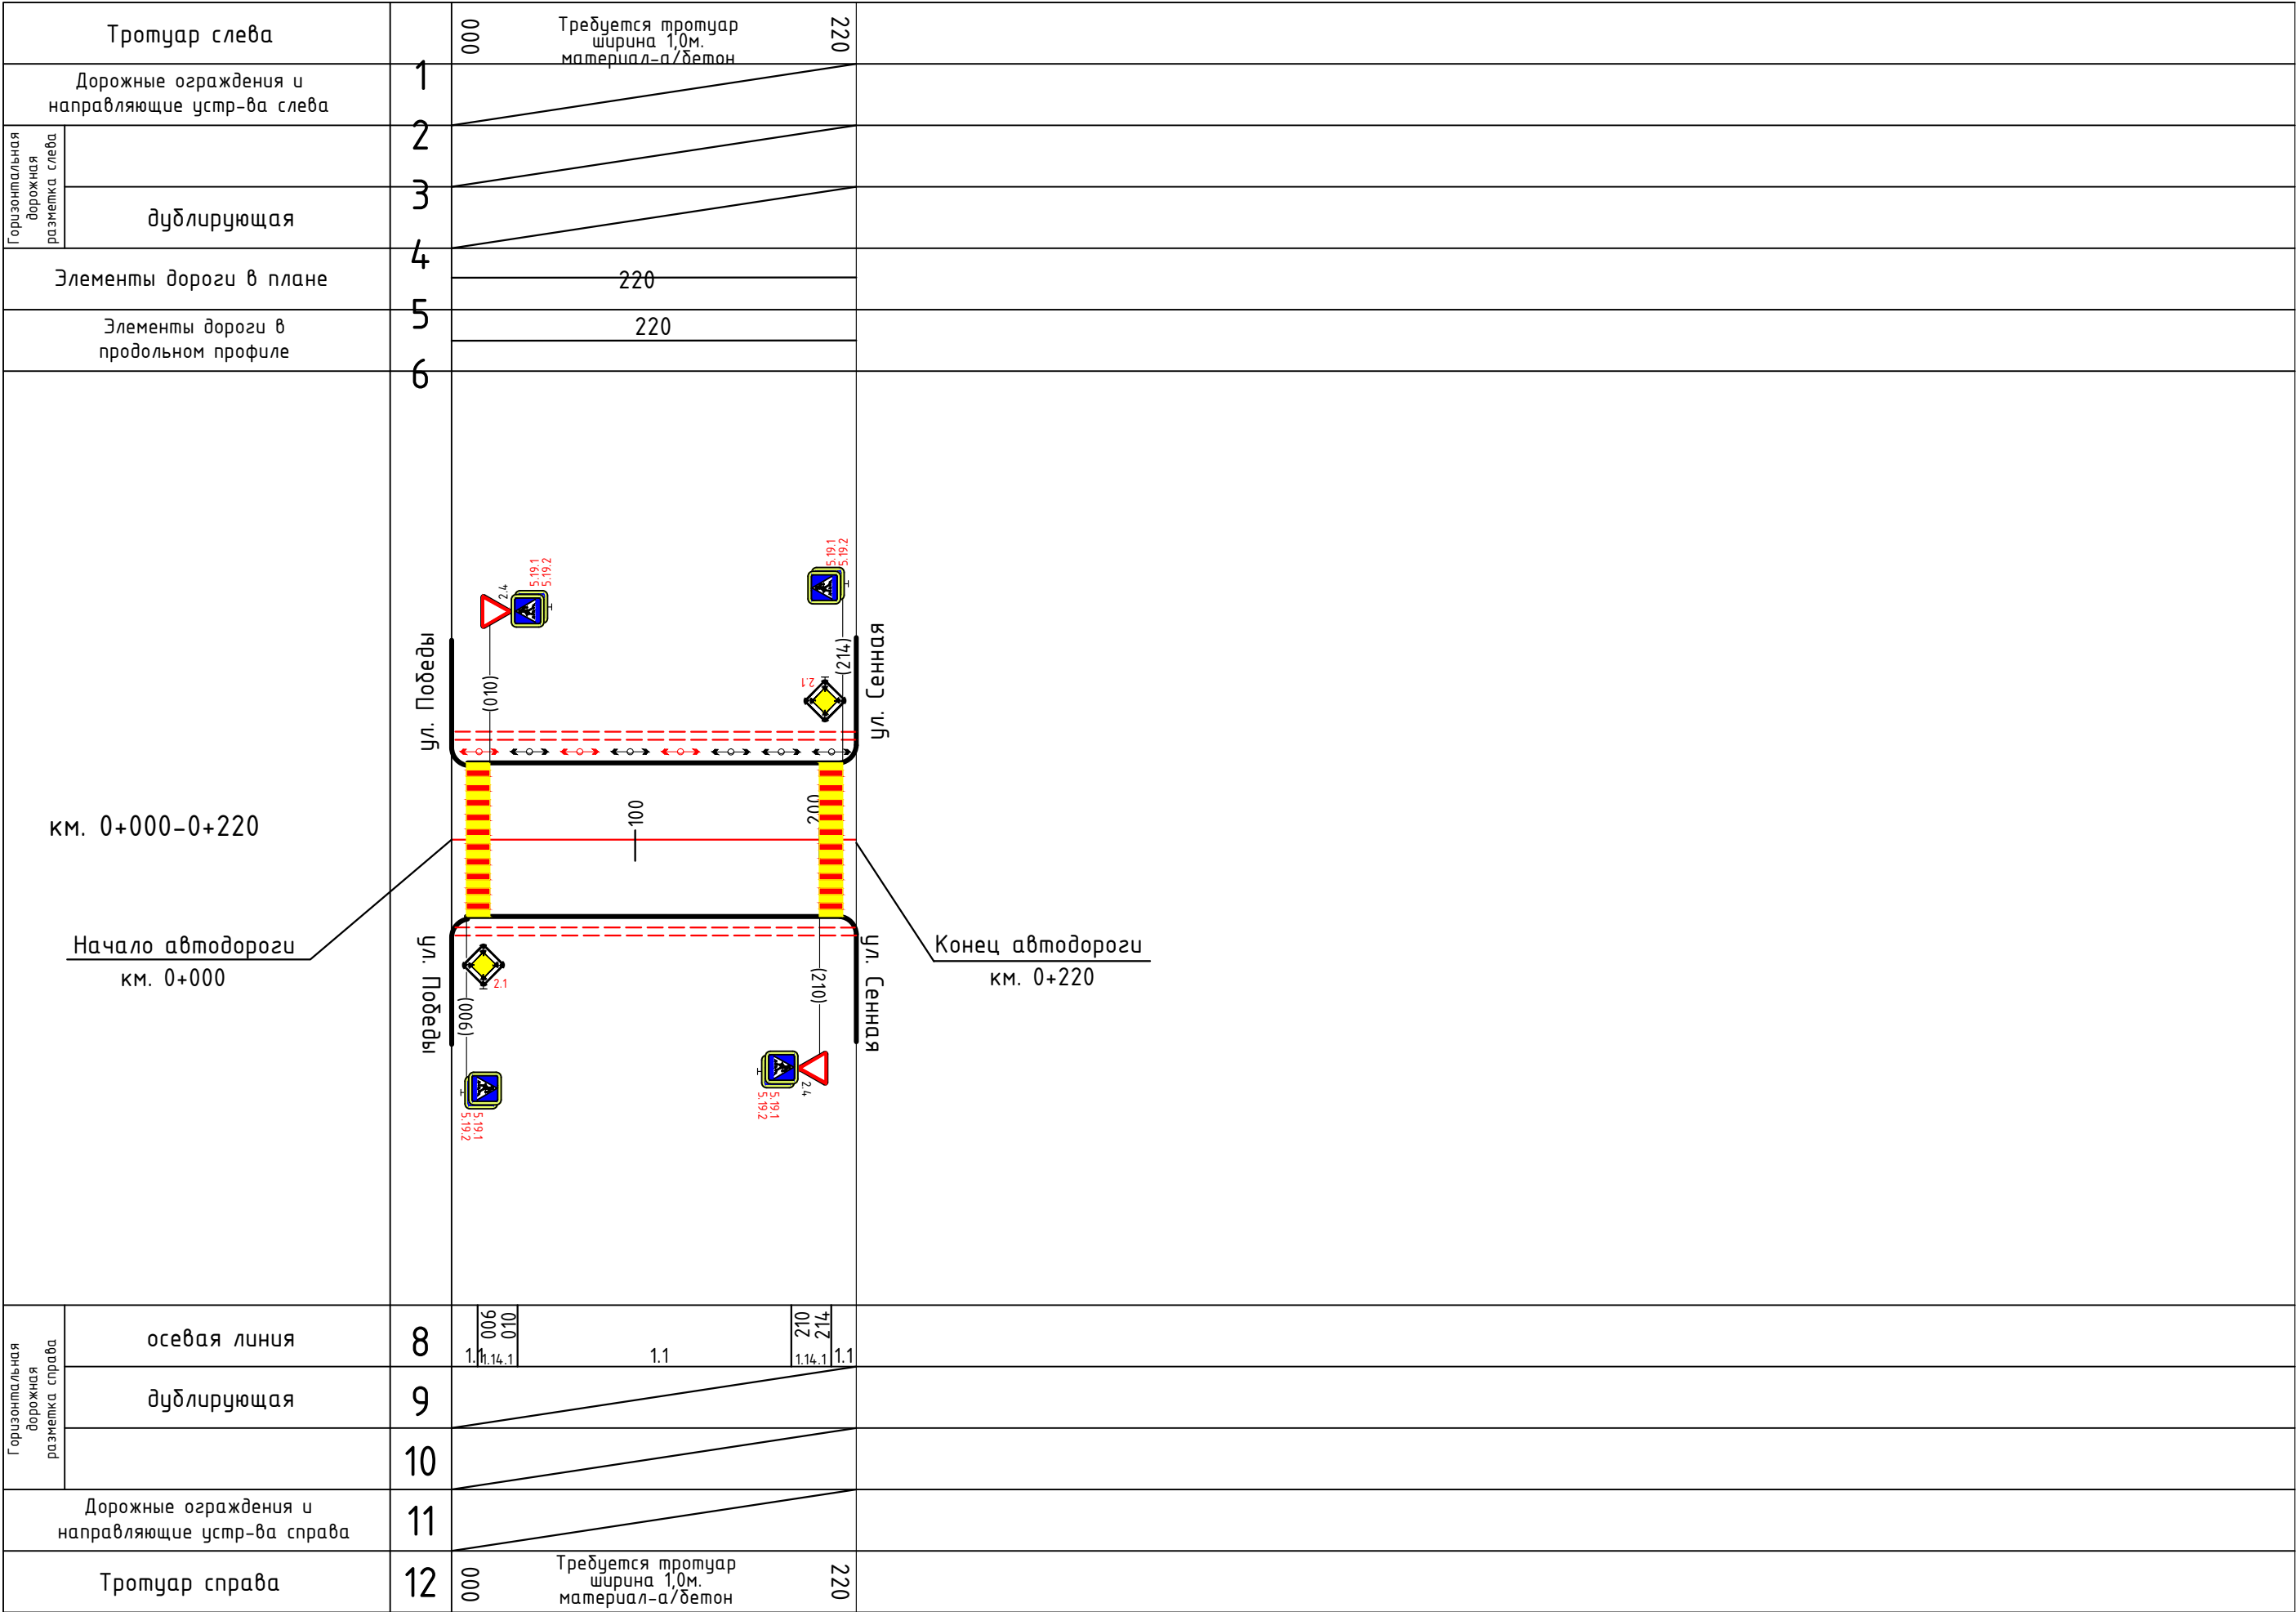 Тротуар слева
000
Требуется тротуар
ширина 1,0м.
материал-а/бетон
220
1
Дорожные ограждения и
направляющие устр-ва слева
2
Горизонтальная
дорожная
разметка слева
3
дублирующая
4
Элементы дороги в плане
220
5
Элементы дороги в
продольном профиле
220
6
5.19.1
5.19.2
2.4
5.19.1
5.19.2
ул. Победы
(010)
(214)
2.1
ул. Сенная
км. 0+000-0+220
100
200
Начало автодороги
км. 0+000
Конец автодороги
км. 0+220
ул. Победы
2.1
(006)
(210)
ул. Сенная
5.19.1
5.19.2
2.4
5.19.1
5.19.2
Горизонтальная
дорожная
разметка справа
осевая линия
8
1.1
006
010
1.14.1
1.1
210
214
1.14.1
1.1
дублирующая
9
10
Дорожные ограждения и
направляющие устр-ва справа
11
Тротуар справа
12
000
Требуется тротуар
ширина 1,0м.
материал-а/бетон
220